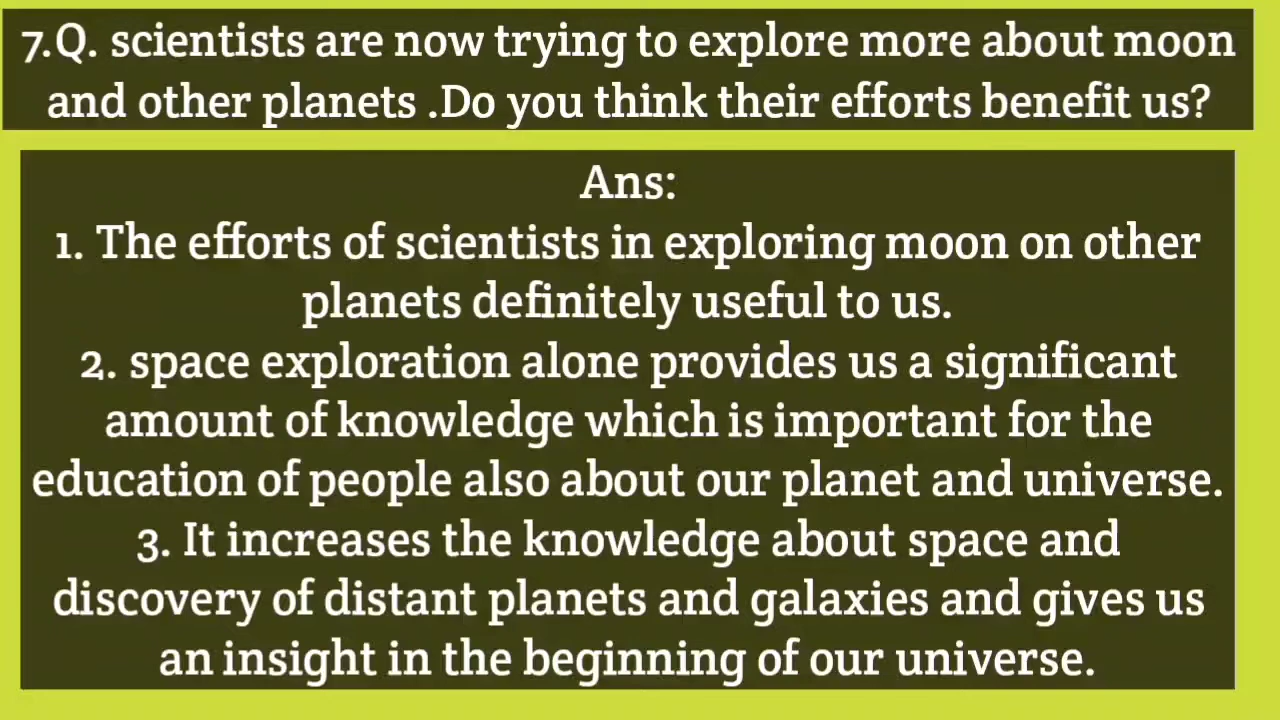 7.Q. scientists are now trying to explore more about moon
and other planets .Do you think their efforts benefit us?
Ans:
1. The efforts of scientists in exploring moon on other
planets definitely useful to us.
2. space exploration alone provides us a significant
amount of knowledge which is important for the
education of people also about our planet and universe.
3. It increases the knowledge about space and
discovery of distant planets and galaxies and gives us
an insight in the beginning of our universe.